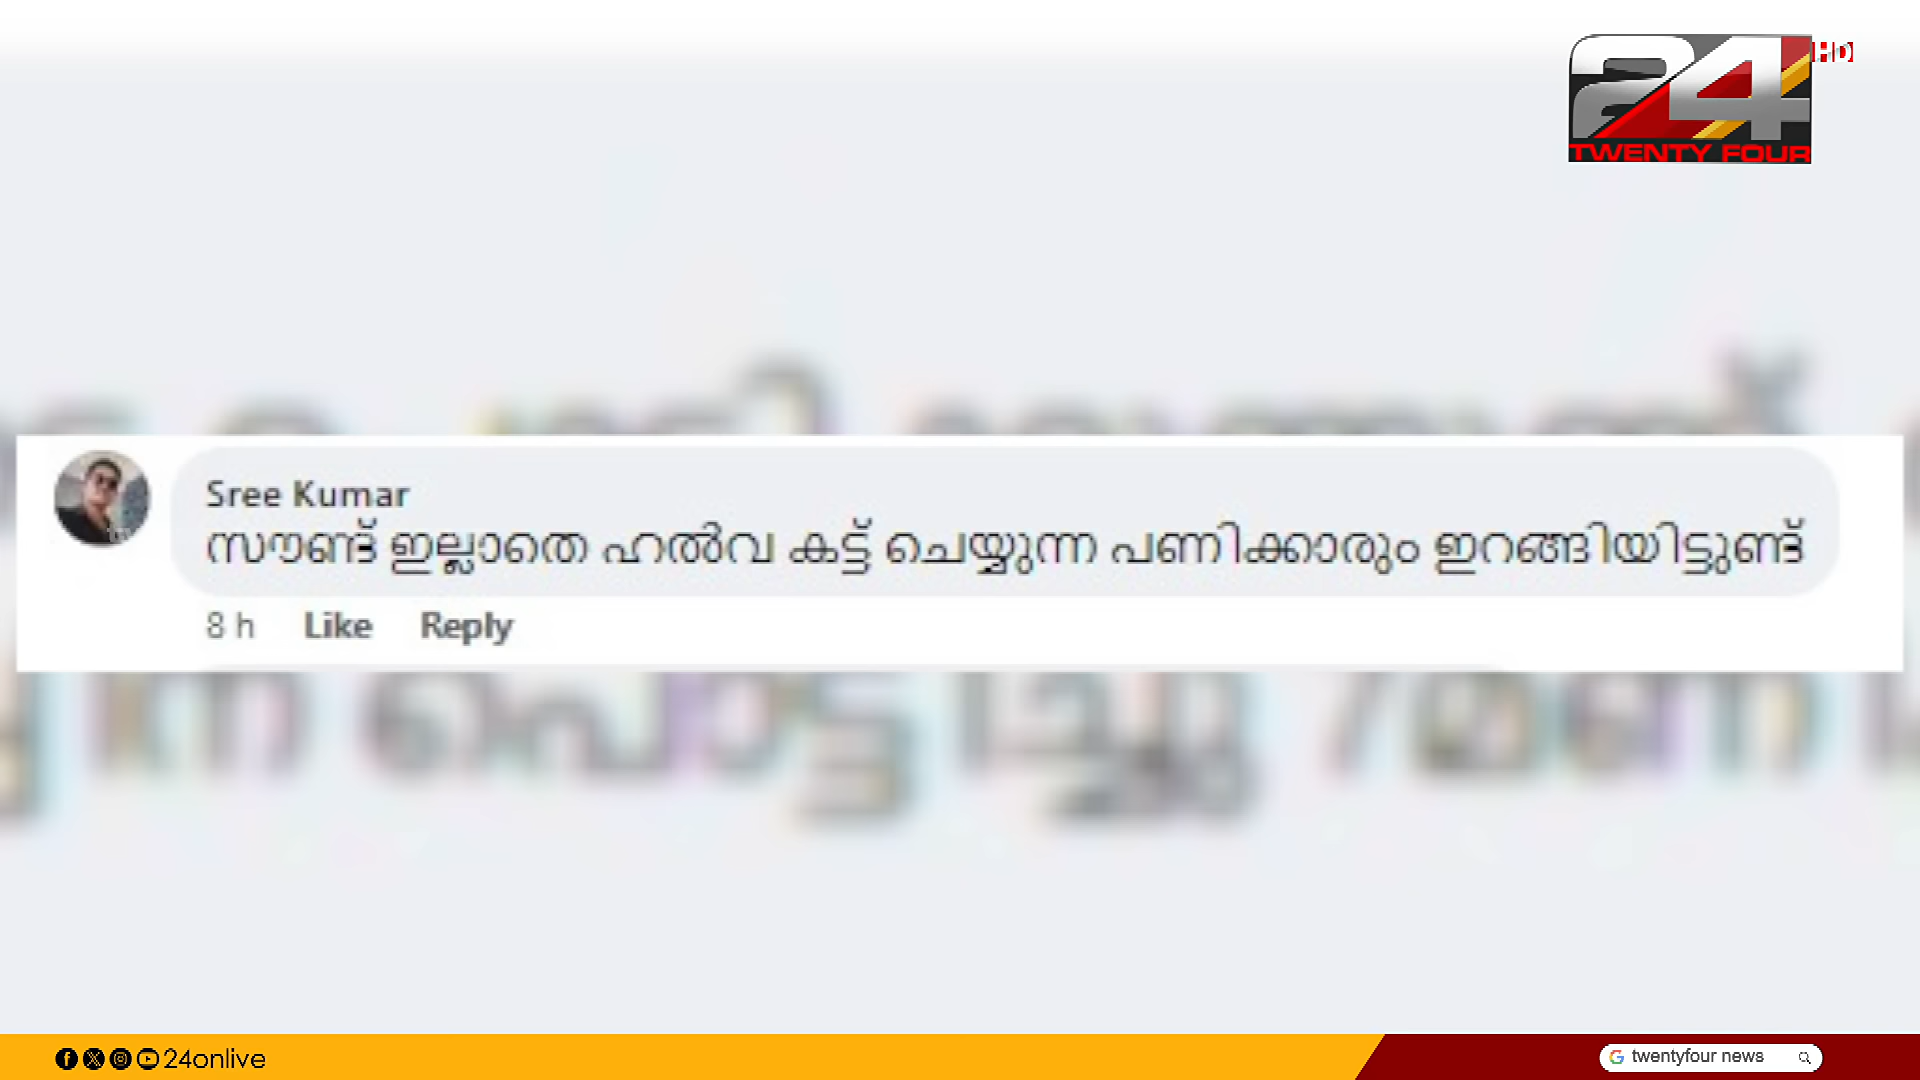 24
HD
TWENTY FOUR
Sree Kumar
സൗണ്ട് ഇല്ലാതെ ഹൽവ കട്ട് ചെയ്യുന്ന പണിക്കാരും ഇറങ്ങിയിട്ടുണ്ട്
8 h Like Reply
24onlive
twentyfour news